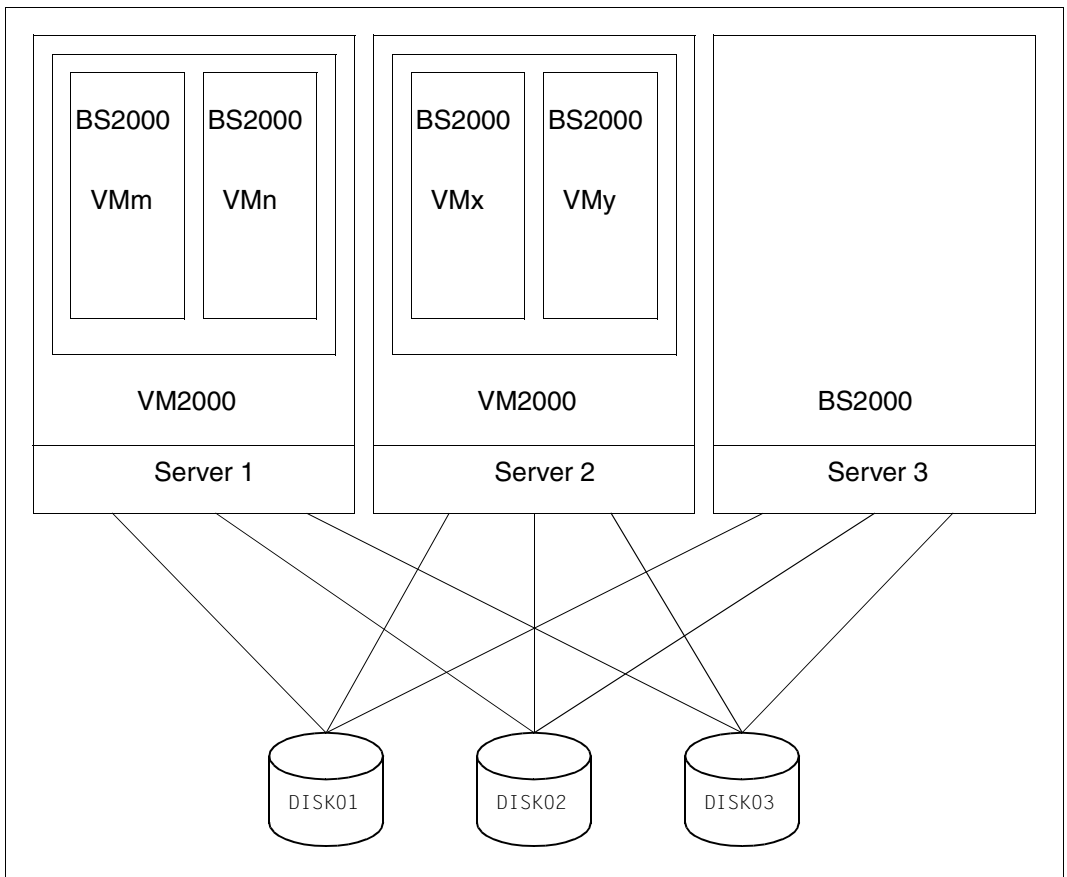 BS2000 BS2000 BS2000 BS2000
VMm VMn VMx VMy
VM2000 VM2000 BS2000
Server 1 Server 2 Server 3
DISK01 DISK02 DISK03